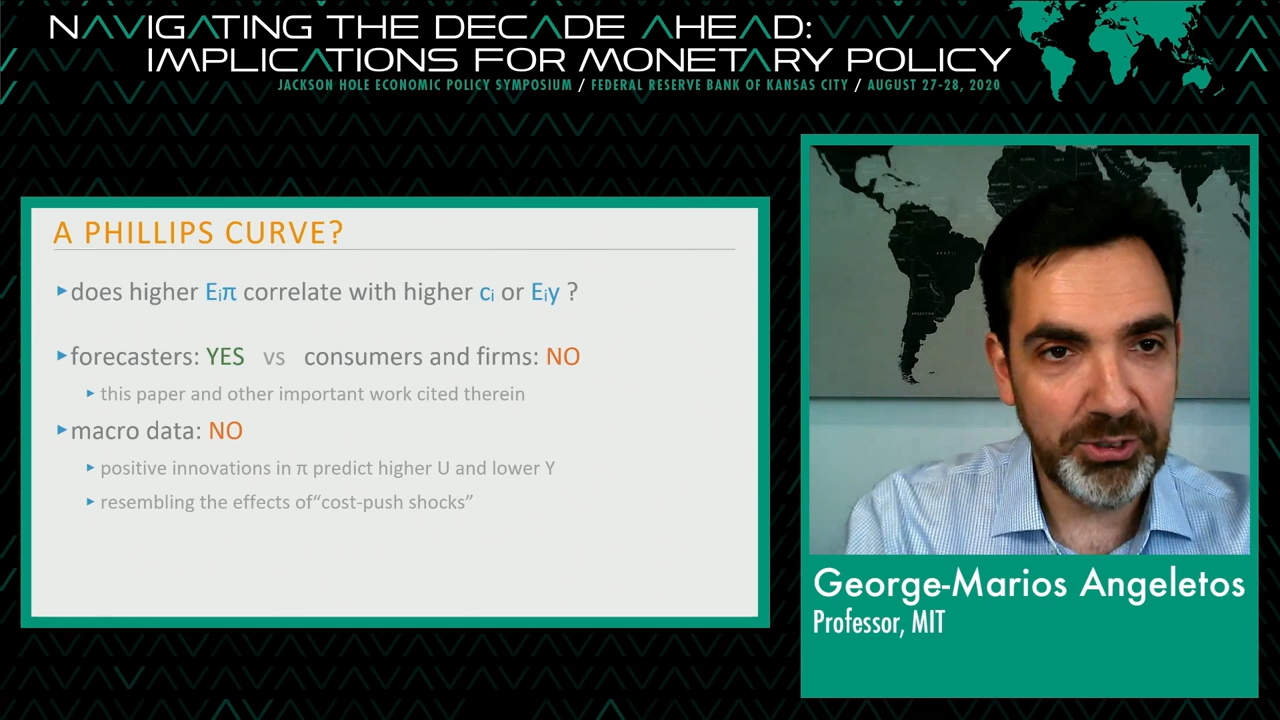 NAVIGATING THE DECADE AHEAD:
IMPLICATIONS FOR MONETARY POLICY
JACKSON HOLE ECONOMIC POLICY SYMPOSIUM / FEDERAL RESERVE BANK OF KANSAS CITY / AUGUST 27-28, 2020
A PHILLIPS CURVE?
▸does higher Eᵢπ correlate with higher cᵢ or Eᵢy ?
▸forecasters: YES vs consumers and firms: NO
▸ this paper and other important work cited therein
▸macro data: NO
▸ positive innovations in π predict higher U and lower Y
▸ resembling the effects of“cost-push shocks”
BRAZIL
George-Marios Angeletos
Professor, MIT